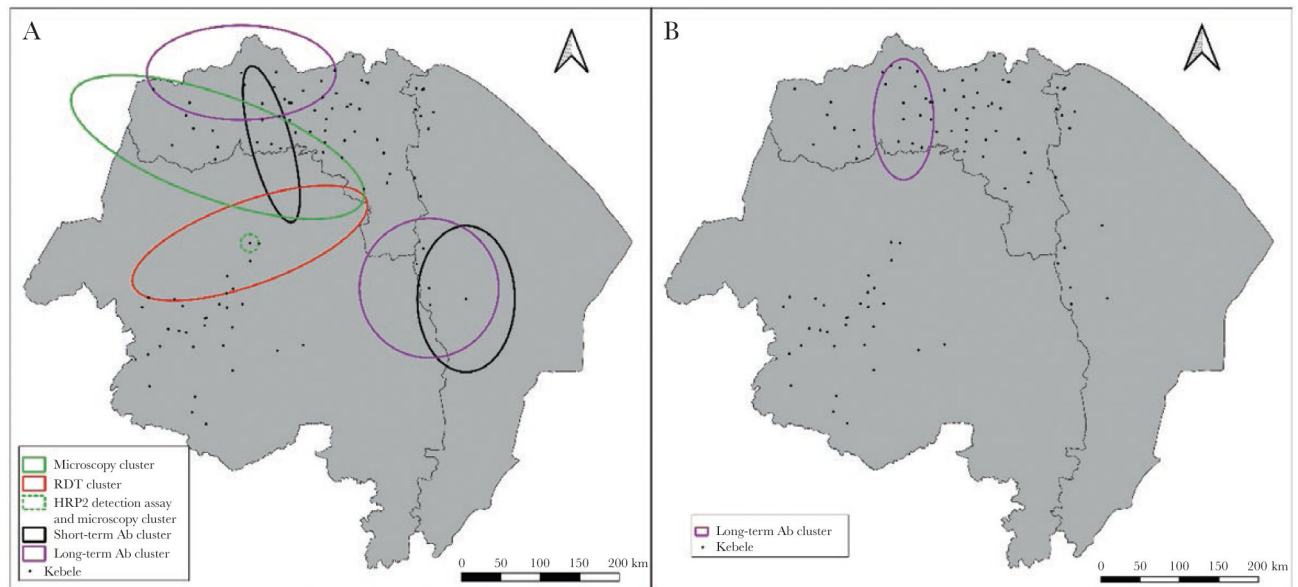 A
Microscopy cluster
RDT cluster
HRP2 detection assay
and microscopy cluster
Short-term Ab cluster
Long-term Ab cluster
Kebele
0 50 100 150 200 km
B
Long-term Ab cluster
Kebele
0 50 100 150 200 km